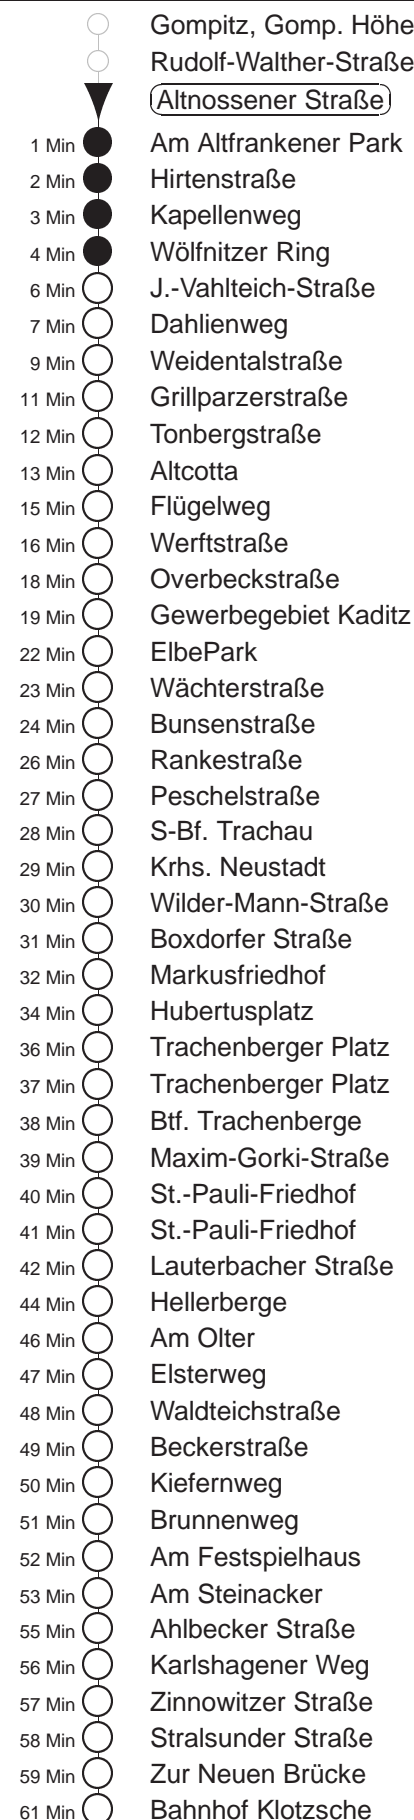 Gompitz, Gomp. Höhe
Rudolf-Walther-Straße
Altnossener Straße
1 Min Am Altfrankener Park
2 Min Hirtenstraße
3 Min Kapellenweg
4 Min Wölfnitzer Ring
6 Min J.-Vahlteich-Straße
7 Min Dahlienweg
9 Min Weidentalstraße
11 Min Grillparzerstraße
12 Min Tonbergstraße
13 Min Altcotta
15 Min Flügelweg
16 Min Werftstraße
18 Min Overbeckstraße
19 Min Gewerbegebiet Kaditz
22 Min ElbePark
23 Min Wächterstraße
24 Min Bunsenstraße
26 Min Rankestraße
27 Min Peschelstraße
28 Min S-Bf. Trachau
29 Min Krhs. Neustadt
30 Min Wilder-Mann-Straße
31 Min Boxdorfer Straße
32 Min Markusfriedhof
34 Min Hubertusplatz
36 Min Trachenberger Platz
37 Min Trachenberger Platz
38 Min Btf. Trachenberge
39 Min Maxim-Gorki-Straße
40 Min St.-Pauli-Friedhof
41 Min St.-Pauli-Friedhof
42 Min Lauterbacher Straße
44 Min Hellerberge
46 Min Am Olter
47 Min Elsterweg
48 Min Waldteichstraße
49 Min Beckerstraße
50 Min Kiefernweg
51 Min Brunnenweg
52 Min Am Festspielhaus
53 Min Am Steinacker
55 Min Ahlbecker Straße
56 Min Karlshagener Weg
57 Min Zinnowitzer Straße
58 Min Stralsunder Straße
59 Min Zur Neuen Brücke
61 Min Bahnhof Klotzsche